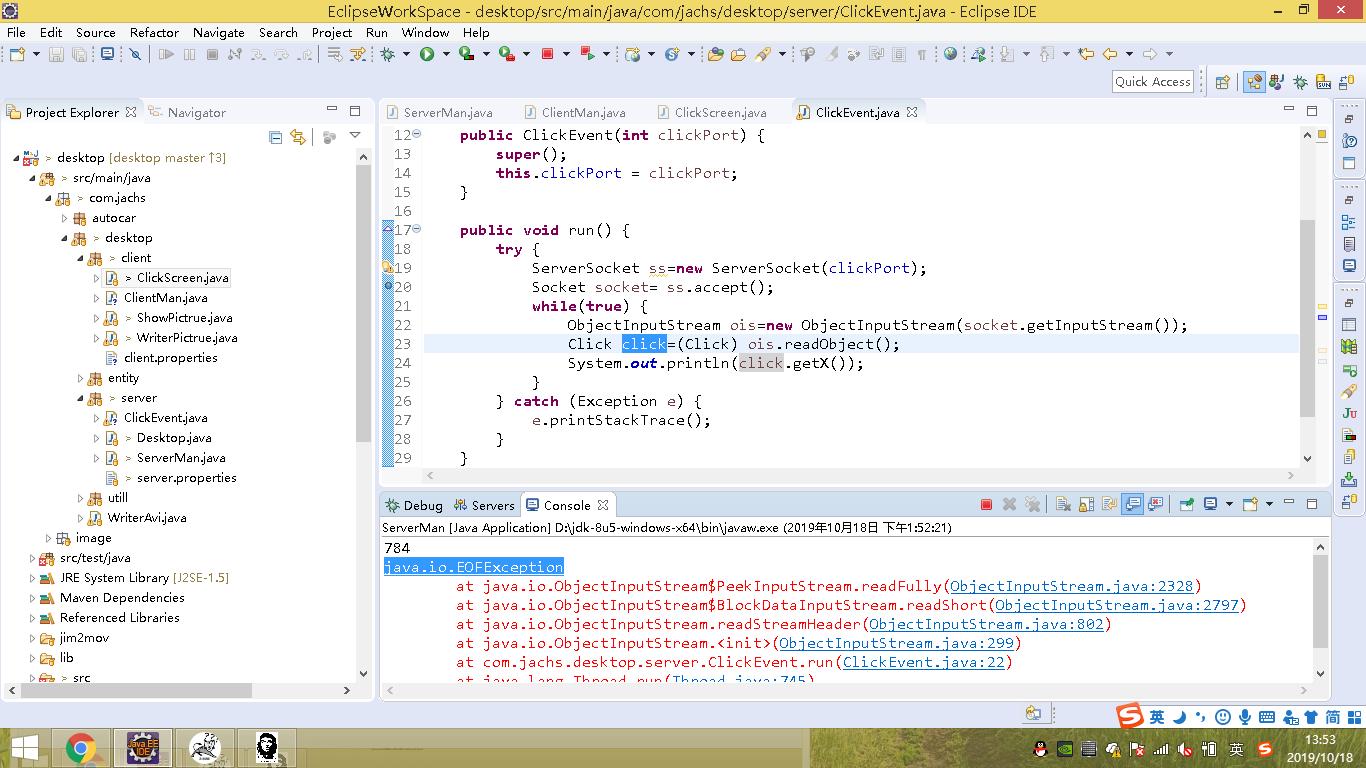 EclipseWorkSpace - desktop/src/main/java/com/jachs/desktop/server/ClickEvent.java - Eclipse IDE
File Edit Source Refactor Navigate Search Project Run Window Help
Quick Access
Project Explorer Navigator
> desktop [desktop master ↑3]
> src/main/java
> com.jachs
autocar
> desktop
> client
> ClickScreen.java
ClientMan.java
> ShowPictrue.java
> WriterPictrue.java
client.properties
> entity
> server
ClickEvent.java
> Desktop.java
> ServerMan.java
> server.properties
utill
WriterAvi.java
image
src/test/java
JRE System Library [J2SE-1.5]
Maven Dependencies
Referenced Libraries
jim2mov
lib
> src
ServerMan.java ClientMan.java ClickScreen.java ClickEvent.java
12 public ClickEvent(int clickPort) {
13 super();
14 this.clickPort = clickPort;
15 }
16
17 public void run() {
18 try {
19 ServerSocket ss=new ServerSocket(clickPort);
20 Socket socket= ss.accept();
21 while(true) {
22 ObjectInputStream ois=new ObjectInputStream(socket.getInputStream());
23 Click click=(Click) ois.readObject();
24 System.out.println(click.getX());
25 }
26 } catch (Exception e) {
27 e.printStackTrace();
28 }
29 }
Debug Servers Console
ServerMan [Java Application] D:\jdk-8u5-windows-x64\bin\javaw.exe (2019年10月18日 下午1:52:21)
784
java.io.EOFException
at java.io.ObjectInputStream$PeekInputStream.readFully(ObjectInputStream.java:2328)
at java.io.ObjectInputStream$BlockDataInputStream.readShort(ObjectInputStream.java:2797)
at java.io.ObjectInputStream.readStreamHeader(ObjectInputStream.java:802)
at java.io.ObjectInputStream.<init>(ObjectInputStream.java:299)
at com.jachs.desktop.server.ClickEvent.run(ClickEvent.java:22)
at java.lang.Thread.run(Thread.java:745)
Ju
S 英 简
Java EE
IDE
英 S
13:53
2019/10/18